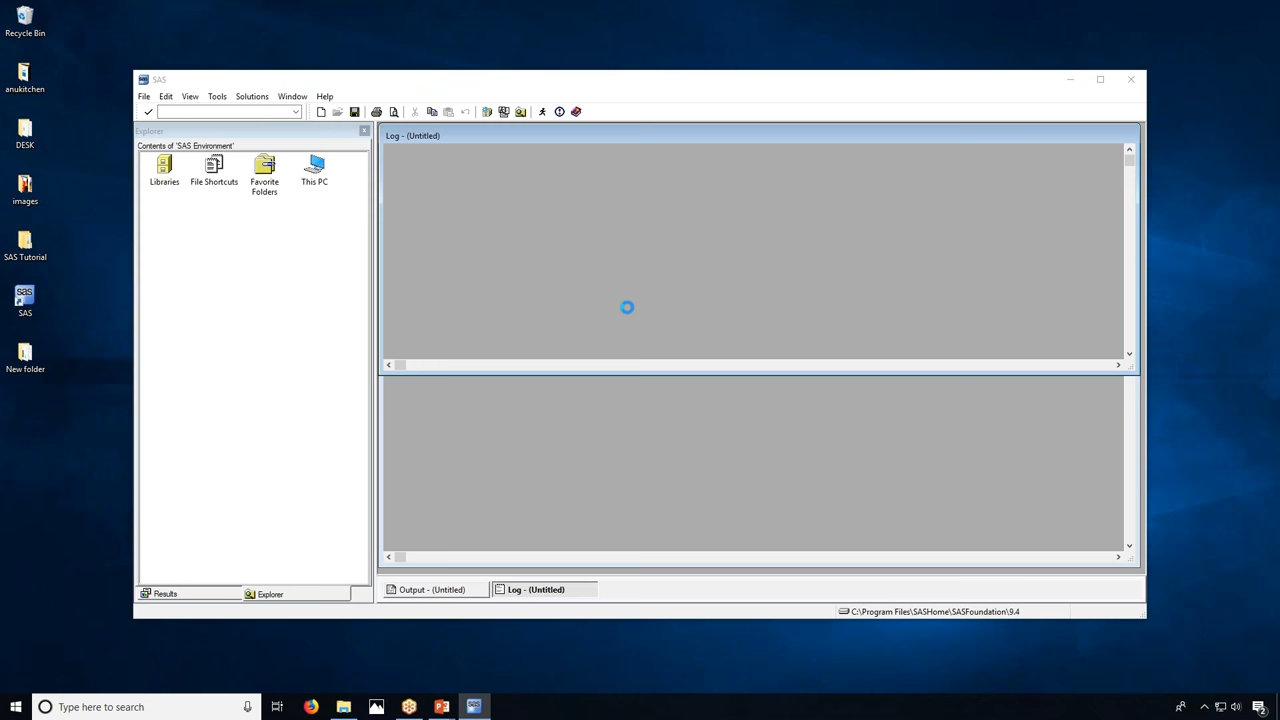 Recycle Bin
anukitchen
DESK
images
SAS Tutorial
sas
SAS
New folder
SAS
File Edit View Tools Solutions Window Help
Explorer
Contents of 'SAS Environment'
Libraries
File Shortcuts
Favorite
Folders
This PC
Log - (Untitled)
Results
Explorer
Output - (Untitled)
Log - (Untitled)
C:\Program Files\SASHome\SASFoundation\9.4
Type here to search
2